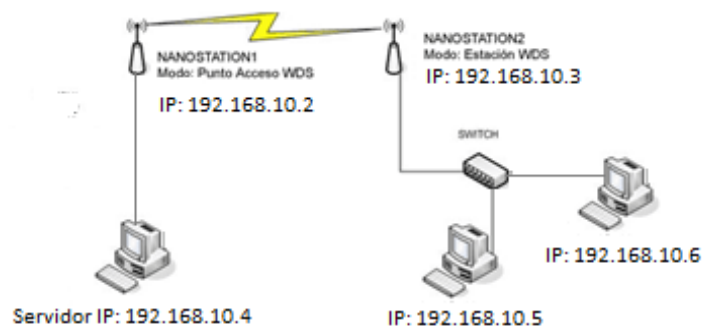 NANOSTATION1
Modo: Punto Acceso WDS
IP: 192.168.10.2
NANOSTATION2
Modo: Estación WDS
IP: 192.168.10.3
SWITCH
IP: 192.168.10.6
Servidor IP: 192.168.10.4
IP: 192.168.10.5